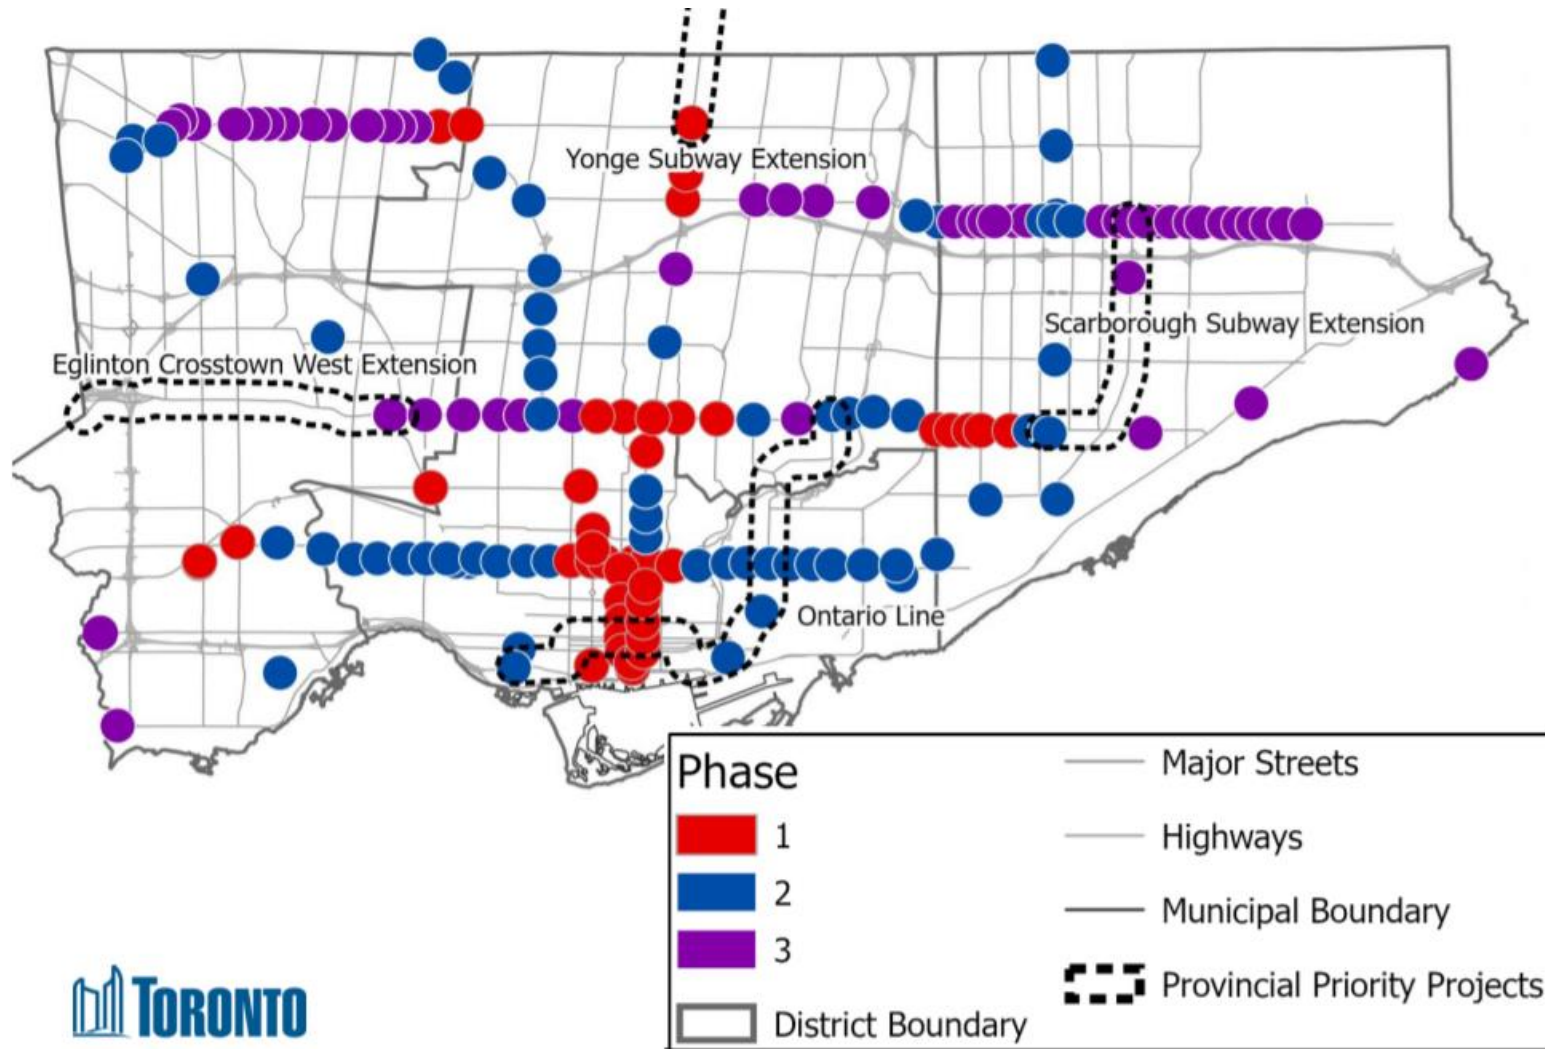 Yonge Subway Extension
Scarborough Subway Extension
Eglinton Crosstown West Extension
Ontario Line
Phase
1
2
3
District Boundary
Major Streets
Highways
Municipal Boundary
Provincial Priority Projects
TORONTO